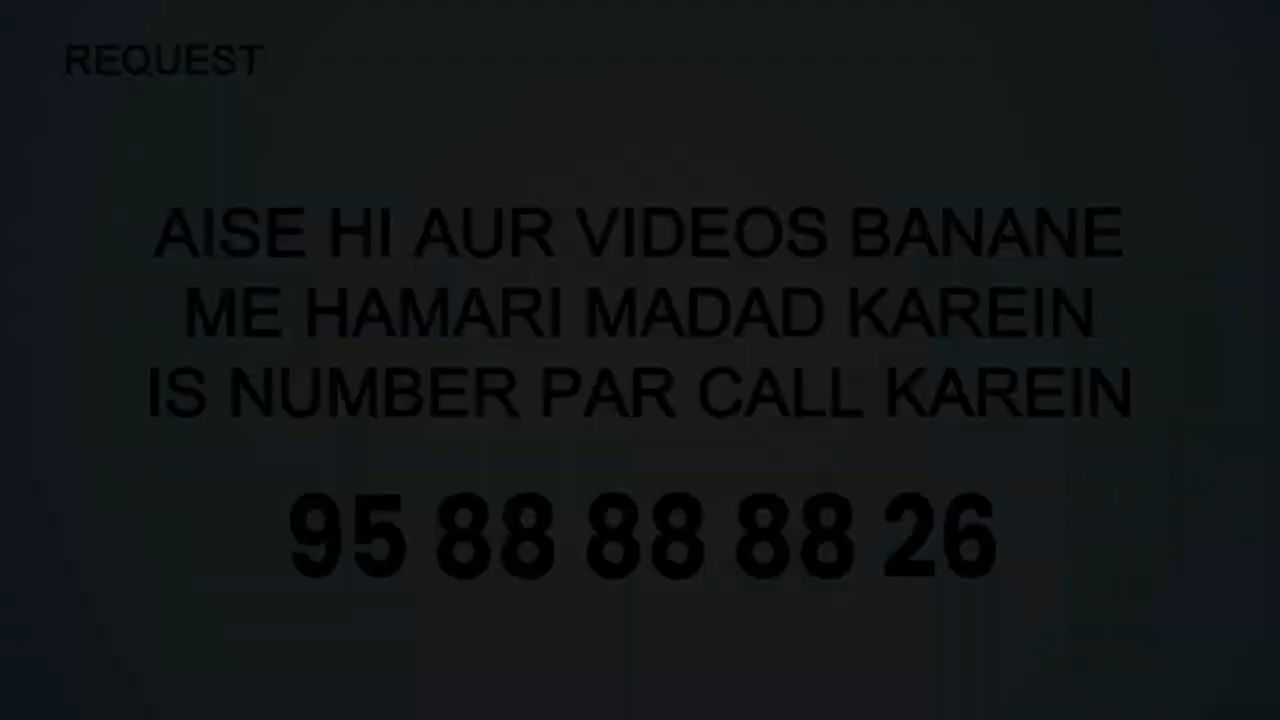 REQUEST
AISE HI AUR VIDEOS BANANE
ME HAMARI MADAD KAREIN
IS NUMBER PAR CALL KAREIN
95 88 88 88 26